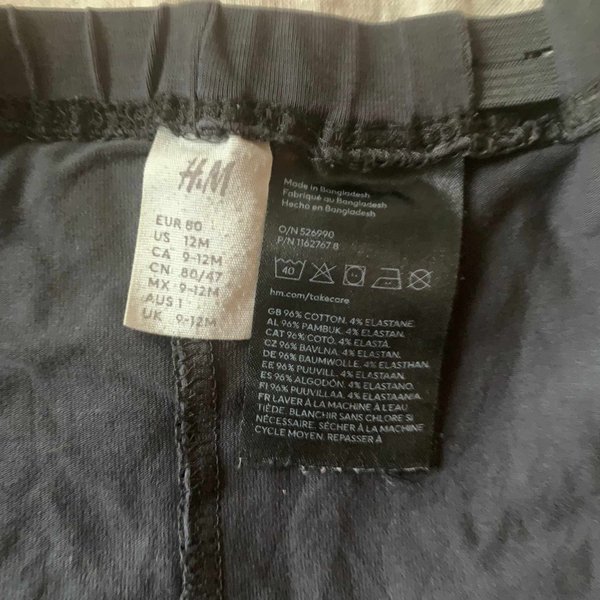 H&M
EUR 80
US 12M
CA 9-12M
CN 80/47
MX 9-12M
AUS 1
UK 9-12M
Made in Bangladesh
Fabriqué au Bangladesh
Hecho en Bangladesh
O/N 526990
P/N 1162767 8
40
hm.com/takecare
GB 96% COTTON. 4% ELASTANE.
AL 96% PAMBUK. 4% ELASTAN.
CAT 96% COTÓ. 4% ELASTÀ.
CZ 96% BAVLNA. 4% ELASTAN.
DE 96% BAUMWOLLE. 4% ELASTHAN.
EE 96% PUUVILL. 4% ELASTAAN.
ES 96% ALGODÓN. 4% ELASTANO.
FI 96% PUUVILLAA. 4% ELASTAANIA.
FR LAVER À LA MACHINE À L'EAU
TIÈDE. BLANCHIR SANS CHLORE SI
NÉCESSAIRE. SÉCHER À LA MACHINE
CYCLE MOYEN. REPASSER À